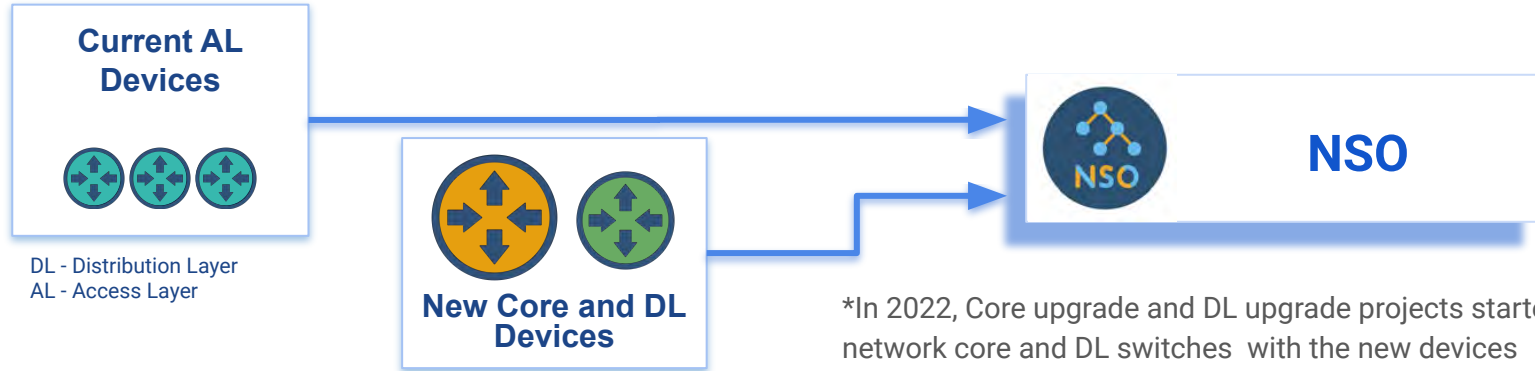 Current AL
Devices
DL - Distribution Layer
AL - Access Layer
New Core and DL
Devices
NSO
NSO
*In 2022, Core upgrade and DL upgrade projects
network core and DL switches with the new devices